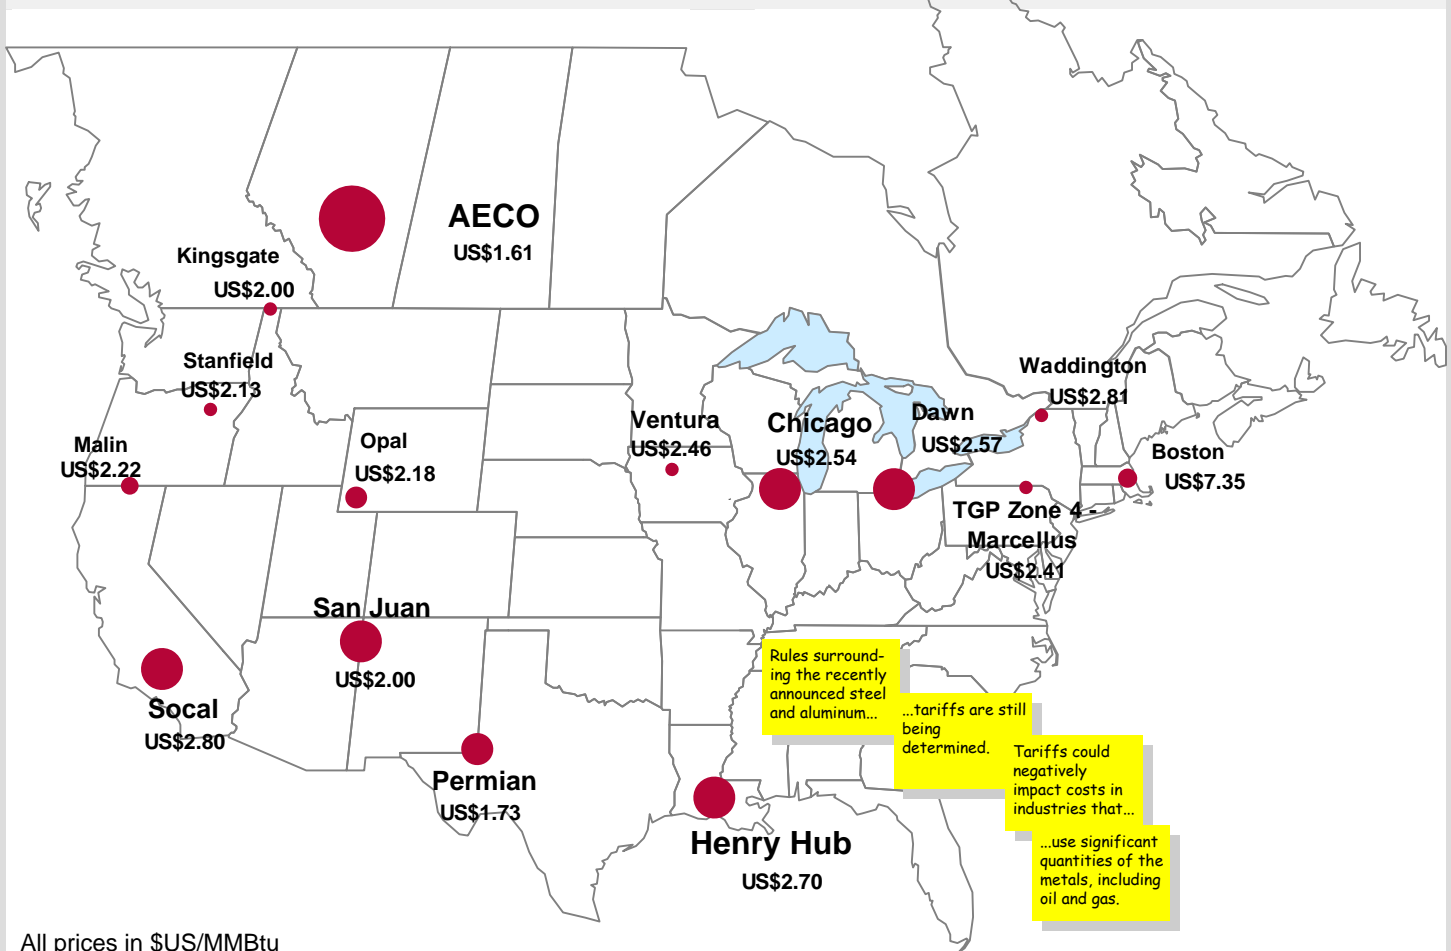 AECO
US$1.61
Kingsgate
US$2.00
Stanfield
US$2.13
Malin
US$2.22
Opal
US$2.18
Ventura
US$2.46
Chicago
US$2.54
Dawn
US$2.57
Waddington
US$2.81
Boston
US$7.35
TGP Zone 4 -
Marcellus
US$2.41
San Juan
US$2.00
Socal
US$2.80
Permian
US$1.73
Henry Hub
US$2.70
Rules surround-
ing the recently
announced steel
and aluminum...
...tariffs are still
being
determined.
Tariffs could
negatively
impact costs in
industries that...
...use significant
quantities of the
metals, including
oil and gas.
All prices in $US/MMBtu